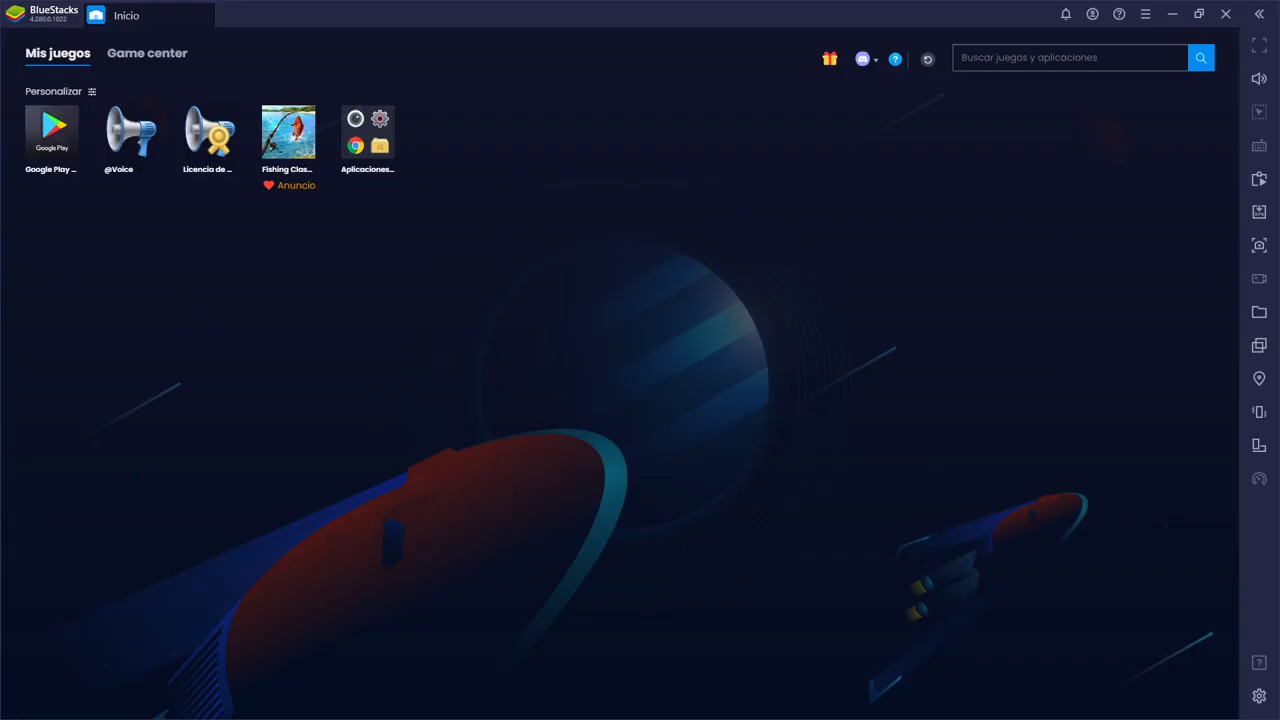 BlueStacks
4.280.0.1022
Inicio
Mis juegos
Game center
Buscar juegos y aplicaciones
Personalizar
Google Play
Google Play ...
@Voice
Licencia de ...
Fishing Clas...
Aplicaciones...
Anuncio